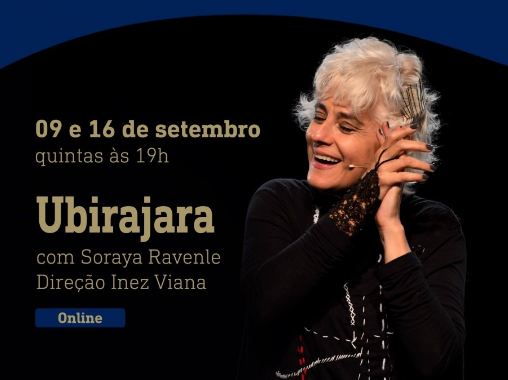 09 e 16 de setembro
quintas às 19h
Ubirajara
com Soraya Ravenle
Direção Inez Viana
Online